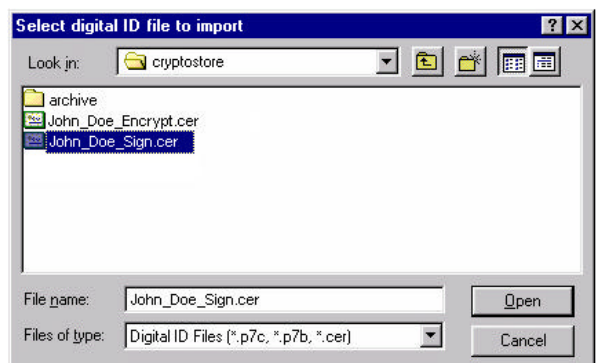 Select digital ID file to import
Look in: cryptostore
archive
John_Doe_Encrypt.cer
John_Doe_Sign.cer
File name: John_Doe_Sign.cer Open
Files of type: Digital ID Files (*.p7c, *.p7b, *.cer) Cancel